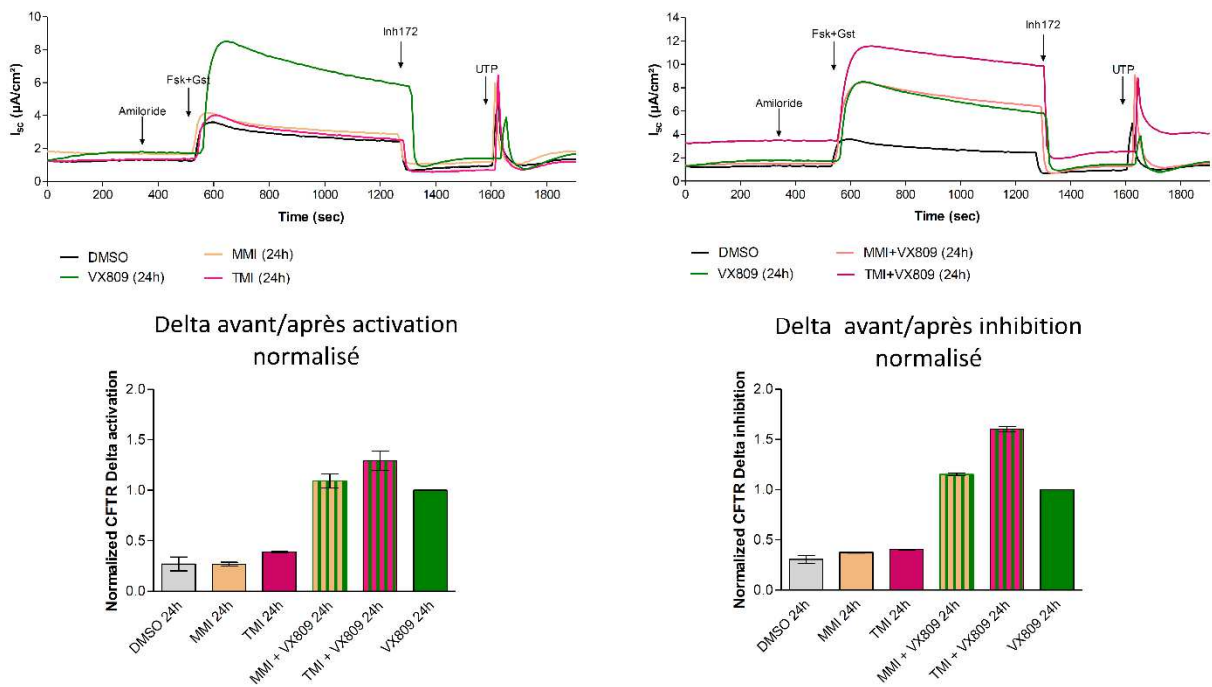 10
8
6
4
2
0
I_sc (µA/cm²)
Amiloride
Fsk+Gst
Inh172
UTP
0 200 400 600 800 1000 1200 1400 1600 1800
Time (sec)
DMSO
MMI (24h)
VX809 (24h)
TMI (24h)
14
12
10
8
6
4
2
0
I_sc (µA/cm²)
Amiloride
Fsk+Gst
Inh172
UTP
0 200 400 600 800 1000 1200 1400 1600 1800
Time (sec)
DMSO
MMI+VX809 (24h)
VX809 (24h)
TMI+VX809 (24h)
Delta avant/après activation
normalisé
2.0
1.5
1.0
0.5
0.0
Normalized CFTR Delta activation
DMSO 24h
MMI 24h
TMI 24h
MMI + VX809 24h
TMI + VX809 24h
VX809 24h
Delta avant/après inhibition
normalisé
2.0
1.5
1.0
0.5
0.0
Normalized CFTR Delta inhibition
DMSO 24h
MMI 24h
TMI 24h
MMI + VX809 24h
TMI + VX809 24h
VX809 24h